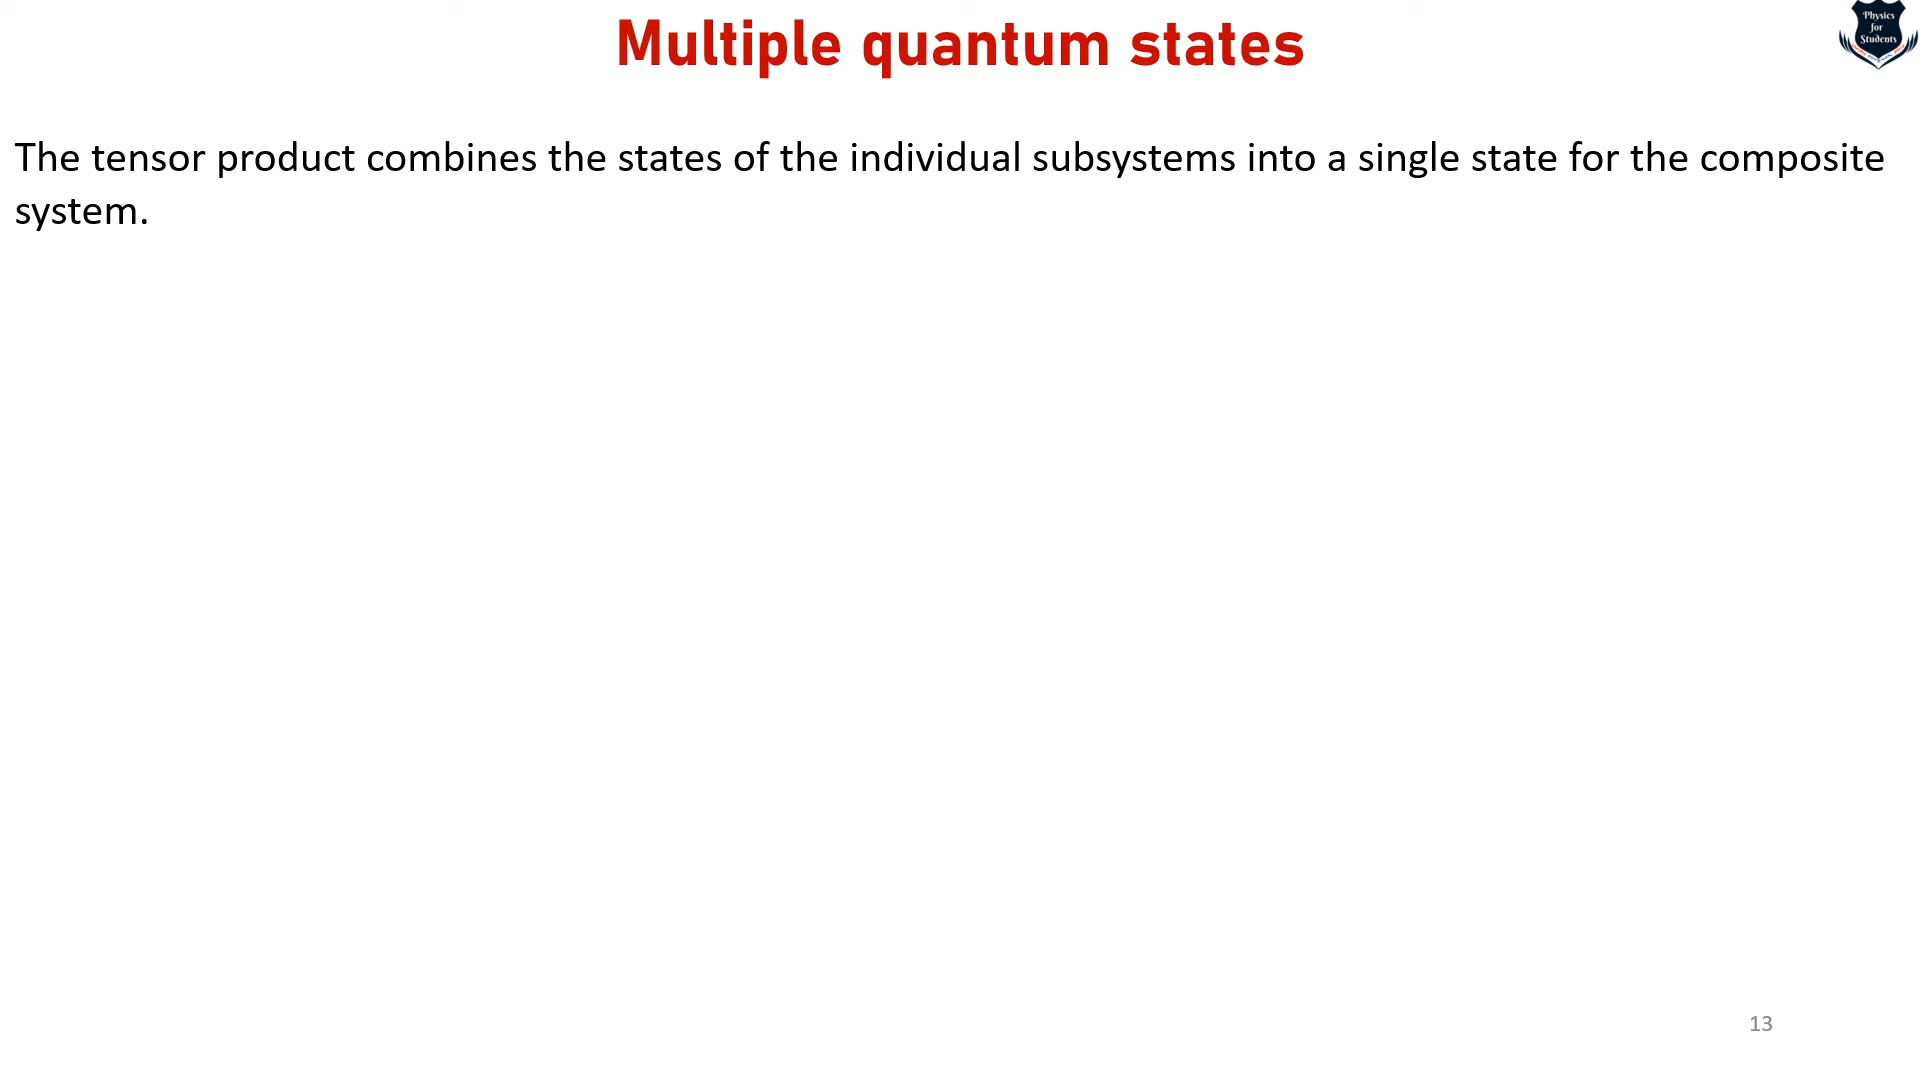 Multiple quantum states
Physics
for
Students
The tensor product combines the states of the individual subsystems into a single state for the composite
system.
13